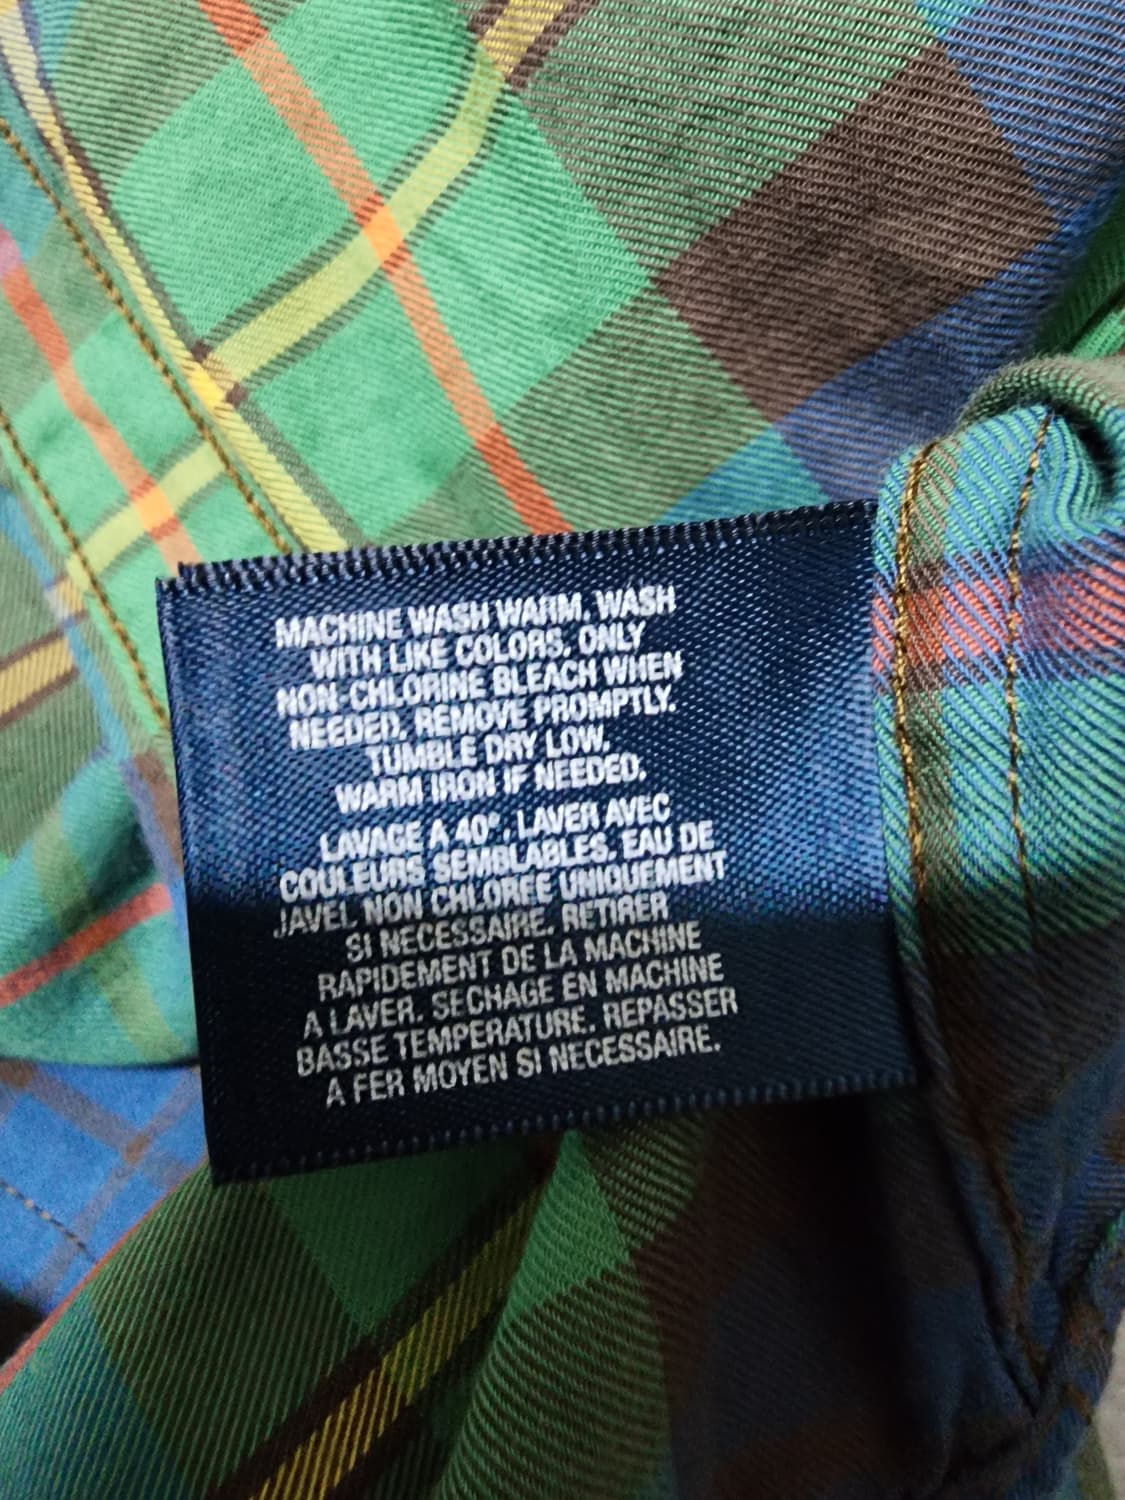 MACHINE WASH WARM. WASH
WITH LIKE COLORS. ONLY
NON-CHLORINE BLEACH WHEN
NEEDED. REMOVE PROMPTLY.
TUMBLE DRY LOW.
WARM IRON IF NEEDED.
LAVAGE A 40°. LAVER AVEC
COULEURS SEMBLABLES. EAU DE
JAVEL NON CHLOREE UNIQUEMENT
SI NECESSAIRE. RETIRER
RAPIDEMENT DE LA MACHINE
A LAVER. SECHAGE EN MACHINE
BASSE TEMPERATURE. REPASSER
A FER MOYEN SI NECESSAIRE.